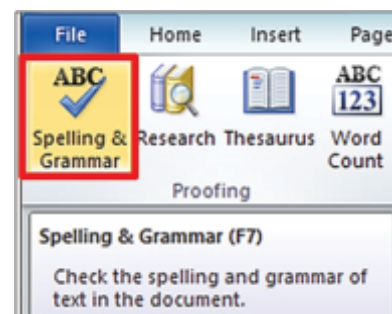 File Home Insert Page
ABC ABC
123
Spelling & Research Thesaurus Word
Grammar Count
Proofing
Spelling & Grammar (F7)
Check the spelling and grammar of
text in the document.